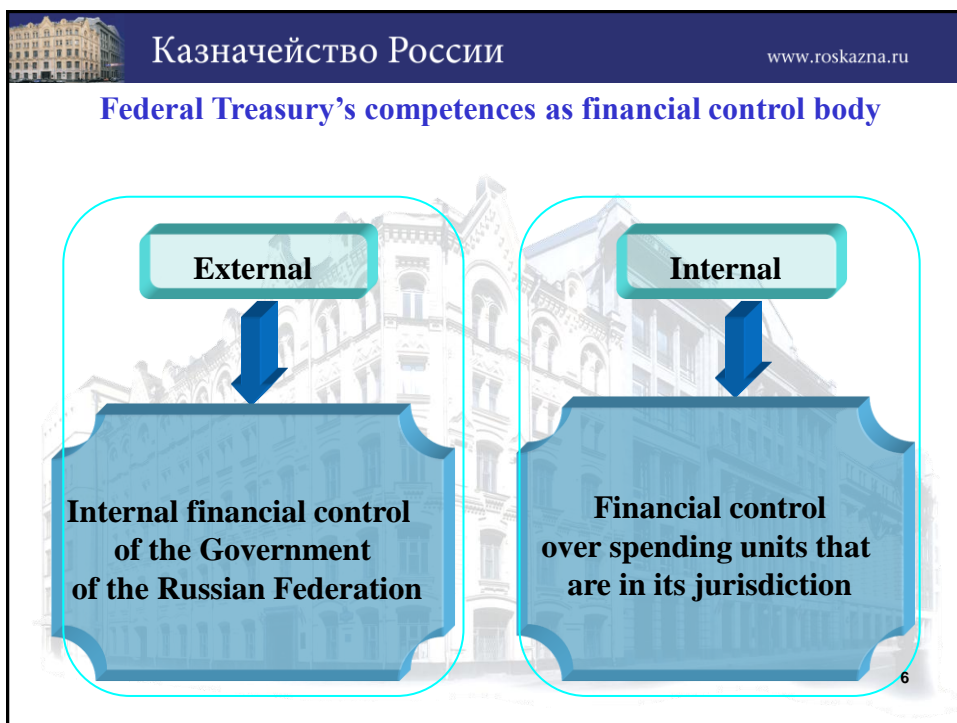 Казначейство России
www.roskazna.ru
Federal Treasury's competences as financial control body
External
Internal
Internal financial control
of the Government
of the Russian Federation
Financial control
over spending units that
are in its jurisdiction
6